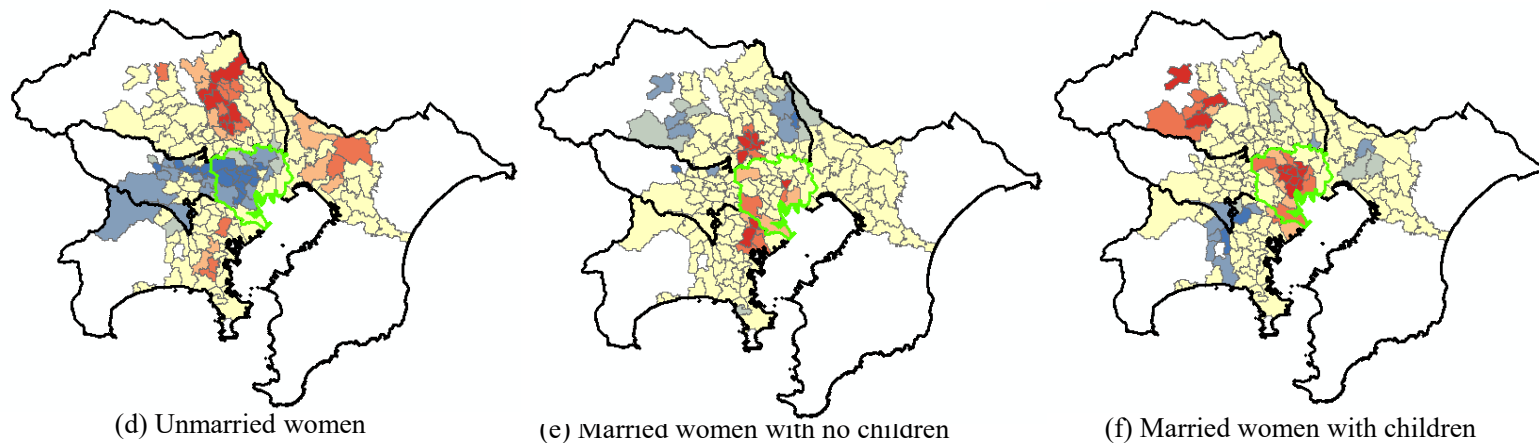 (d) Unmarried women
(e) Married women with no children
(f) Married women with children